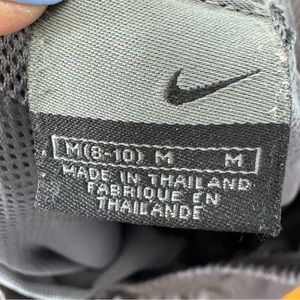 M(8-10) M M
MADE IN THAILAND
FABRIQUE EN
THAILANDE